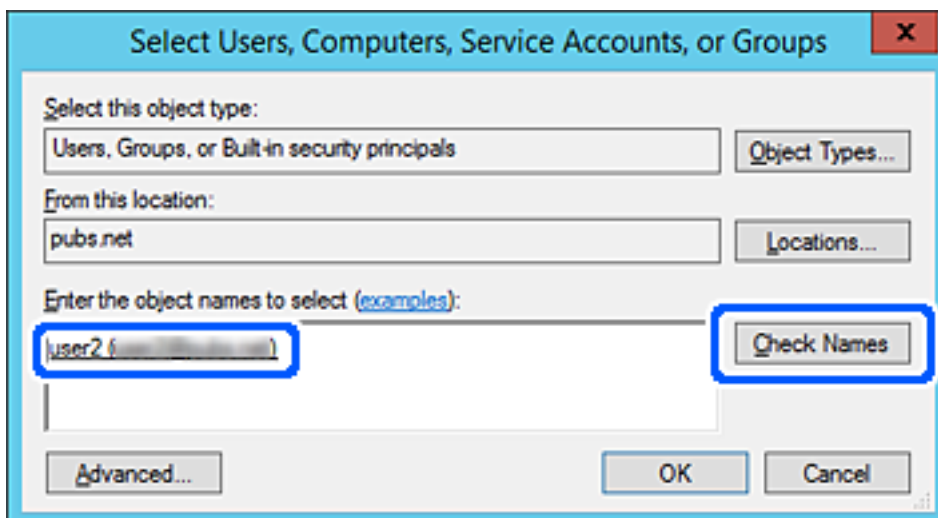 Select Users, Computers, Service Accounts, or Groups
x
Select this object type:
Users, Groups, or Built-in security principals
Object Types...
From this location:
pubs.net
Locations...
Enter the object names to select (examples):
user2 (
)
Check Names
Advanced...
OK
Cancel